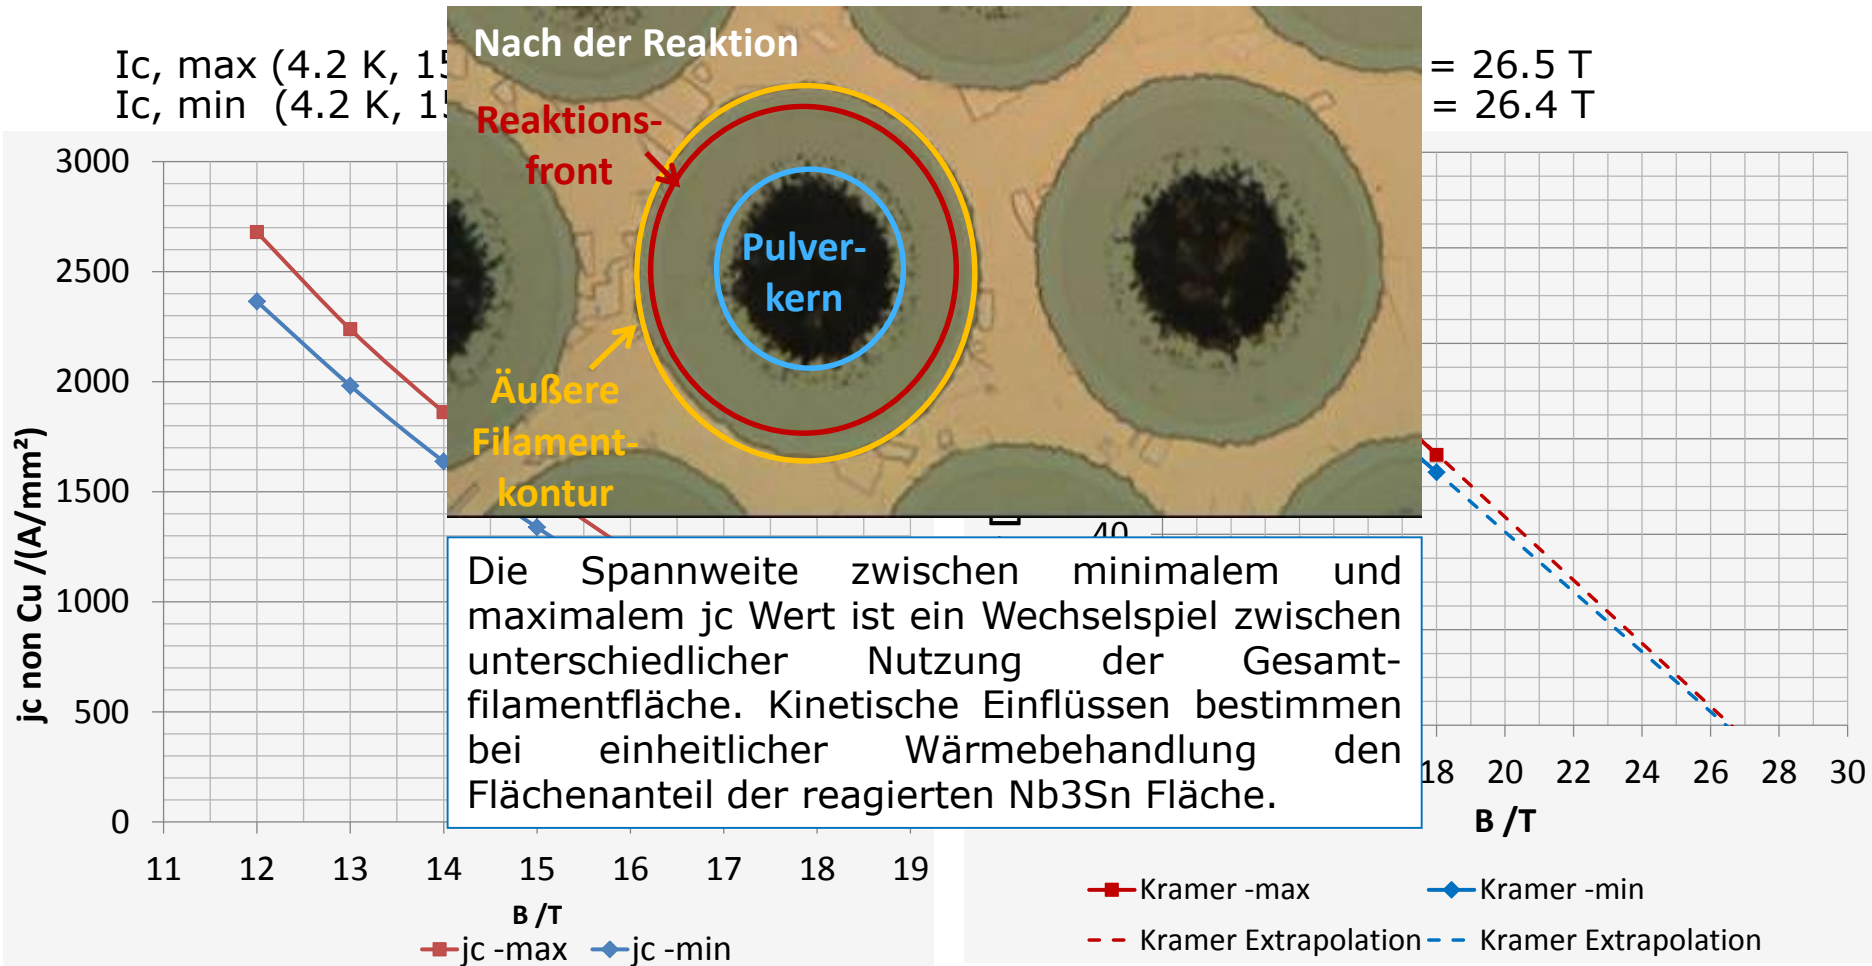 Nach der Reaktion
Ic, max (4.2 K, 15
= 26.5 T
Ic, min (4.2 K, 15
= 26.4 T
Reaktions-
front
Pulver-
kern
Äußere
Filament-
kontur
3000
2500
2000
1500
1000
500
0
jc non Cu /(A/mm²)
11 12 13 14 15 16 17 18 19
B /T
jc -max jc -min
40
Die Spannweite zwischen minimalem und
maximalem jc Wert ist ein Wechselspiel zwischen
unterschiedlicher Nutzung der Gesamt-
filamentfläche. Kinetische Einflüssen bestimmen
bei einheitlicher Wärmebehandlung den
Flächenanteil der reagierten Nb3Sn Fläche.
18 20 22 24 26 28 30
B /T
Kramer -max Kramer -min
Kramer Extrapolation Kramer Extrapolation